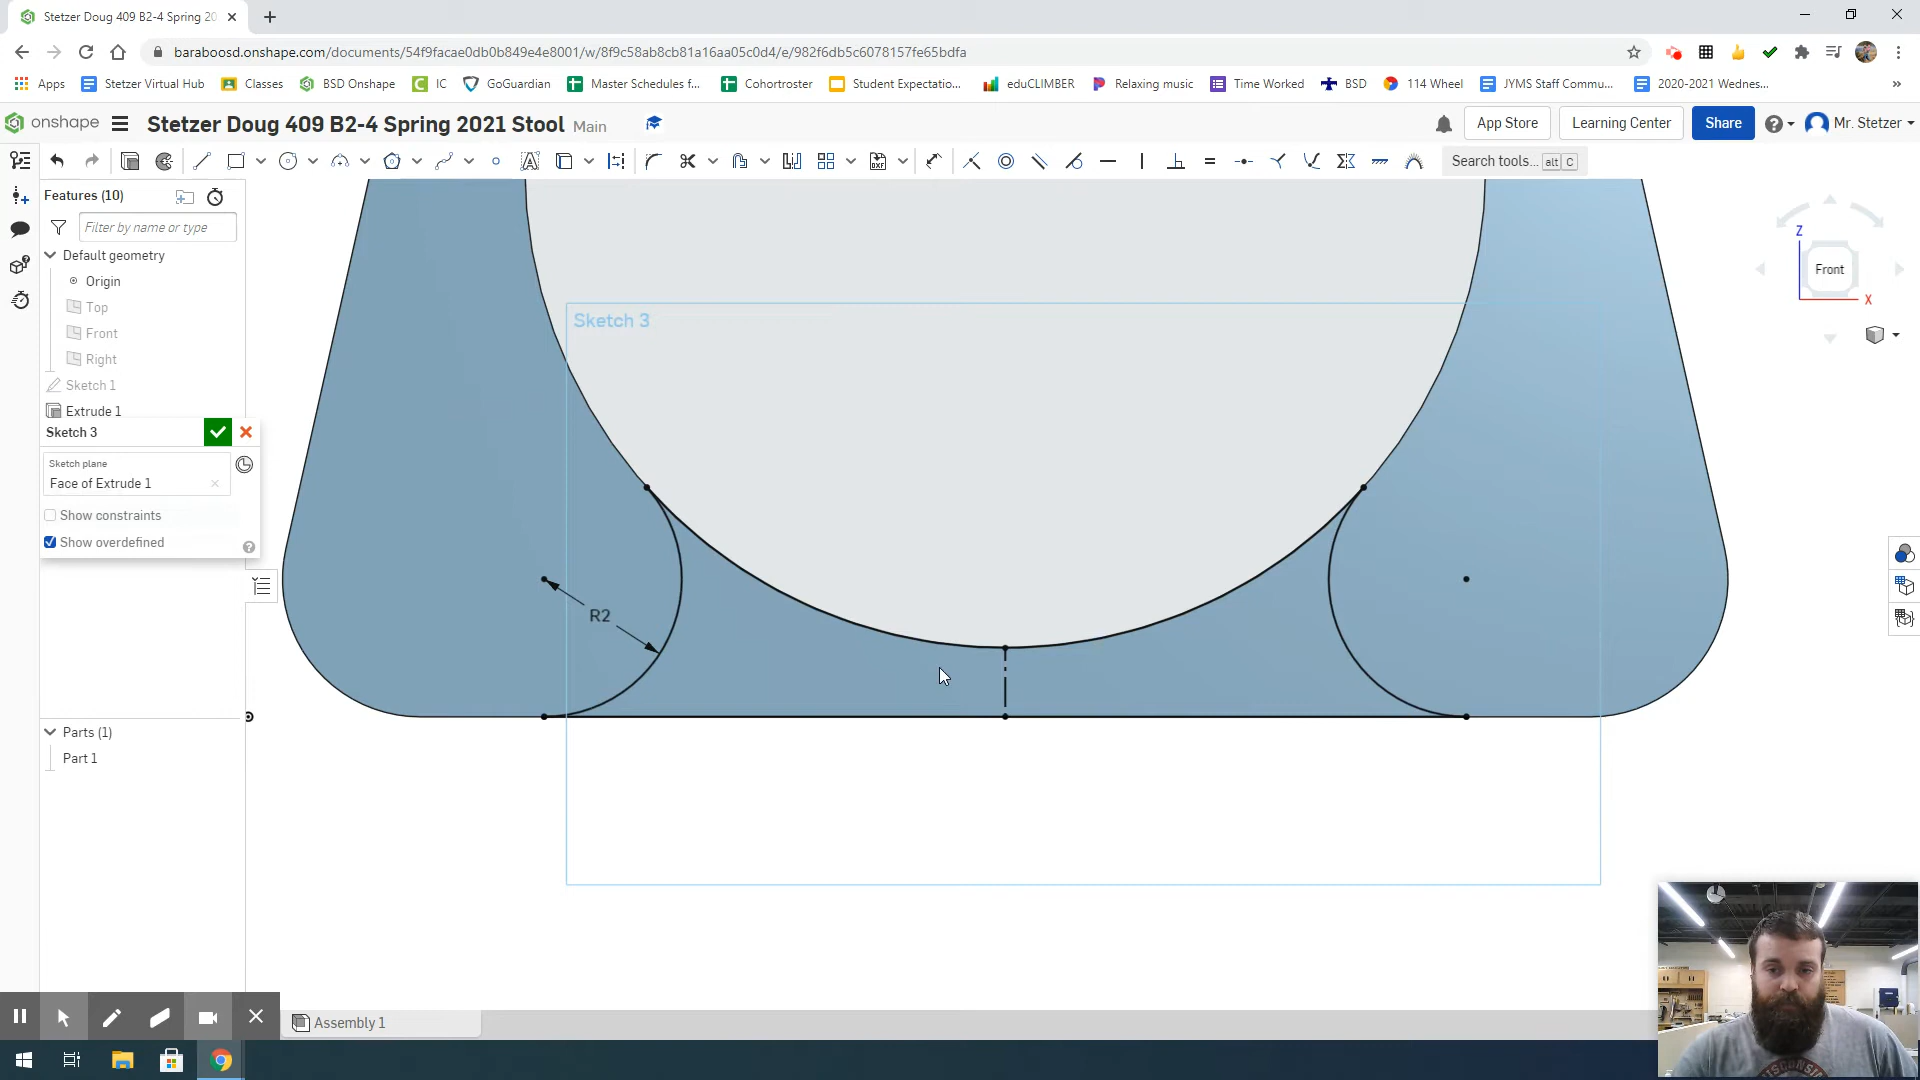 Stetzer Doug 409 B2-4 Spring 20
baraboosd.onshape.com/documents/54f9facae0db0b849e4e8001/w/8f9c58ab8cb81a16aa05c0d4/e/982f6db5c6078157fe65bdfa
Apps Stetzer Virtual Hub Classes BSD Onshape IC GoGuardian Master Schedules f... Cohortroster Student Expectatio... eduCLIMBER Relaxing music Time Worked BSD 114 Wheel JYMS Staff Commu... 2020-2021 Wednes... »
onshape Stetzer Doug 409 B2-4 Spring 2021 Stool Main App Store Learning Center Share Mr. Stetzer
Search tools... alt C
Features (10)
Filter by name or type
Default geometry
Origin
Top
Front
Right
Sketch 1
Extrude 1
Sketch 3
Sketch plane
Face of Extrude 1
Show constraints
Show overdefined
Parts (1)
Part 1
Sketch 3
R2
Z
Front
X
Assembly 1